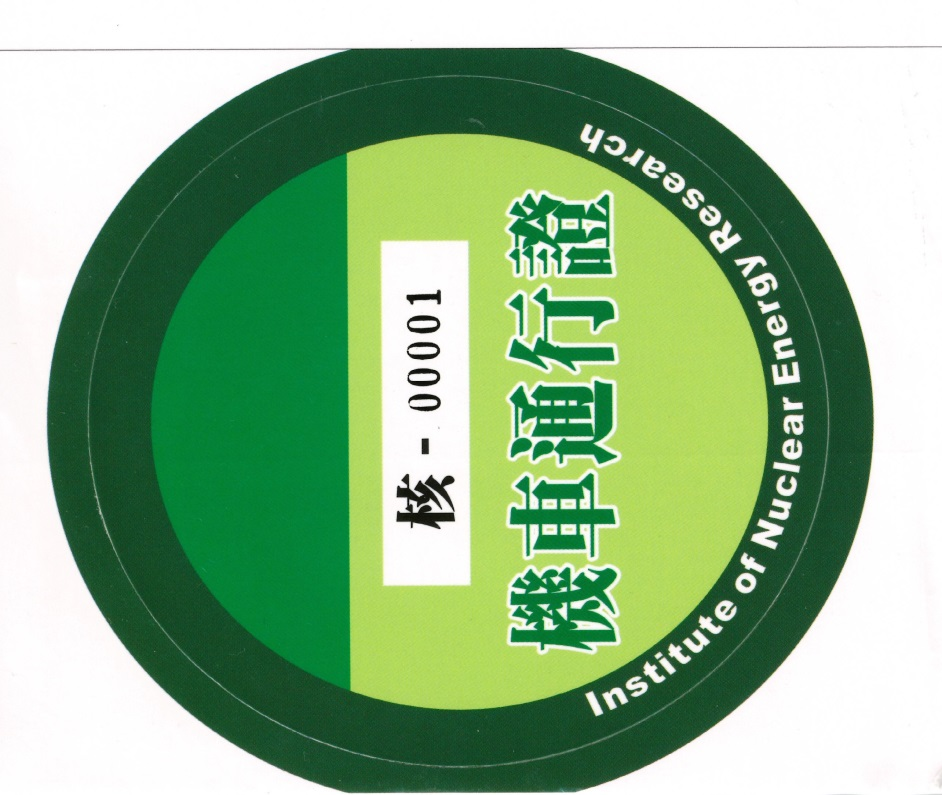 核-00001
機車通行證
Institute of Nuclear Energy Research